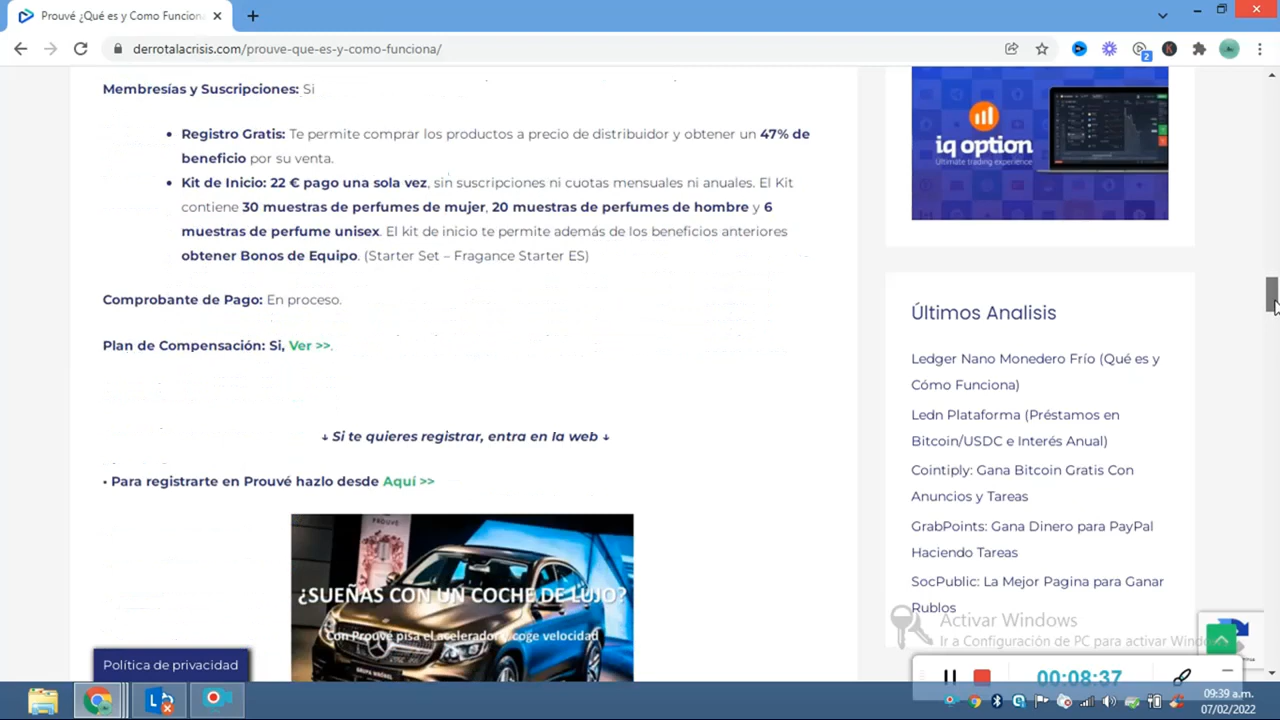 Prouvé ¿Qué es y Como Funciona
derrotalacrisis.com/prouve-que-es-y-como-funciona/
2
K
Membresías y Suscripciones: Si
• Registro Gratis: Te permite comprar los productos a precio de distribuidor y obtener un 47% de
beneficio por su venta.
• Kit de Inicio: 22 € pago una sola vez, sin suscripciones ni cuotas mensuales ni anuales. El Kit
contiene 30 muestras de perfumes de mujer, 20 muestras de perfumes de hombre y 6
muestras de perfume unisex. El kit de inicio te permite además de los beneficios anteriores
obtener Bonos de Equipo. (Starter Set – Fragance Starter ES)
Comprobante de Pago: En proceso.
Plan de Compensación: Si, Ver >>.
↓ Si te quieres registrar, entra en la web ↓
• Para registrarte en Prouvé hazlo desde Aquí >>
PROUVÉ
¿SUEÑAS CON UN COCHE DE LUJO?
Con Prouvé pisa el acelerador y coge velocidad
iq option
Ultimate trading experience
Últimos Analisis
Ledger Nano Monedero Frío (Qué es y
Cómo Funciona)
Ledn Plataforma (Préstamos en
Bitcoin/USDC e Interés Anual)
Cointiply: Gana Bitcoin Gratis Con
Anuncios y Tareas
GrabPoints: Gana Dinero para PayPal
Haciendo Tareas
SocPublic: La Mejor Pagina para Ganar
Rublos
Activar Windows
Ir a Configuración de PC para activar
Política de privacidad
00:08:37
09:39 a.m.
07/02/2022